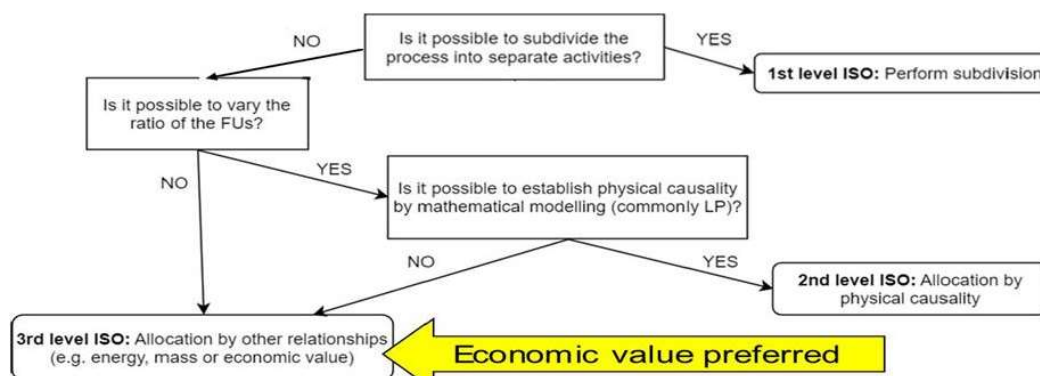 NO
Is it possible to subdivide the
process into separate activities?
YES
1st level ISO: Perform subdivision
Is it possible to vary the
ratio of the FUs?
NO
YES
Is it possible to establish physical causality
by mathematical modelling (commonly LP)?
NO
YES
2nd level ISO: Allocation by
physical causality
3rd level ISO: Allocation by other relationships
(e.g. energy, mass or economic value)
Economic value preferred